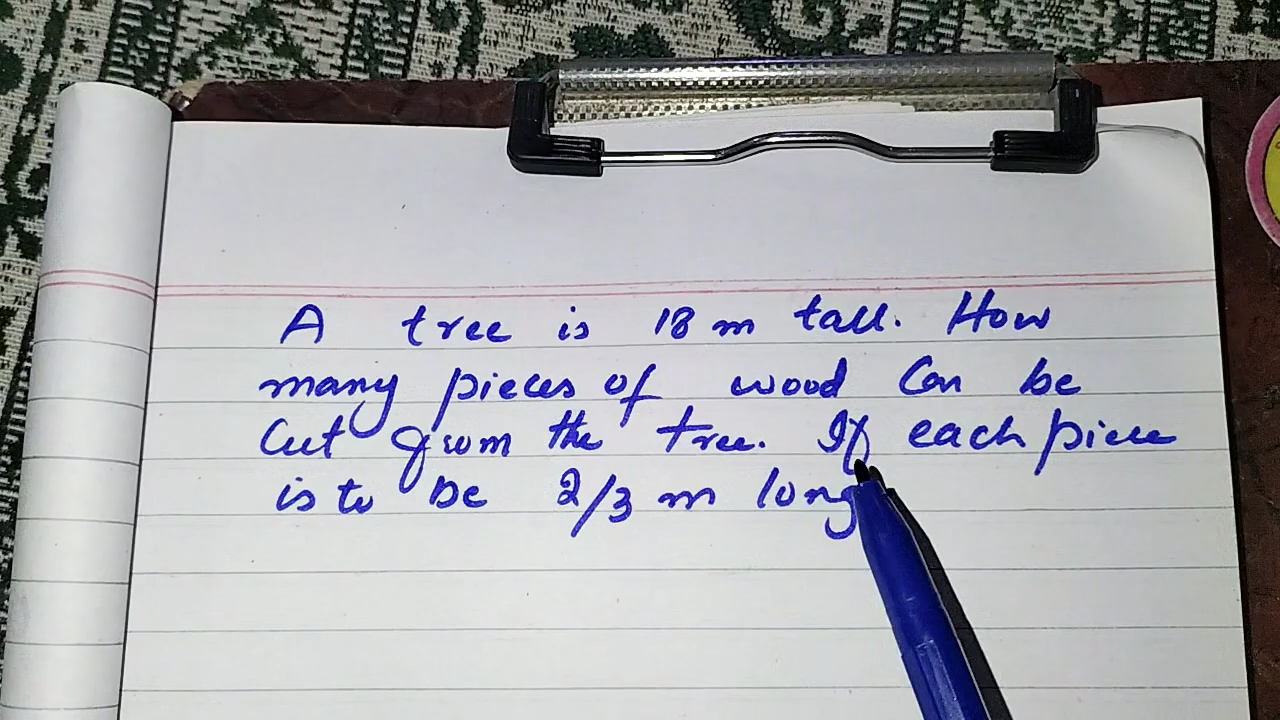 A tree is 18 m tall. How
many pieces of wood can be
cut from the tree. If each piece
is to be 2/3 m long